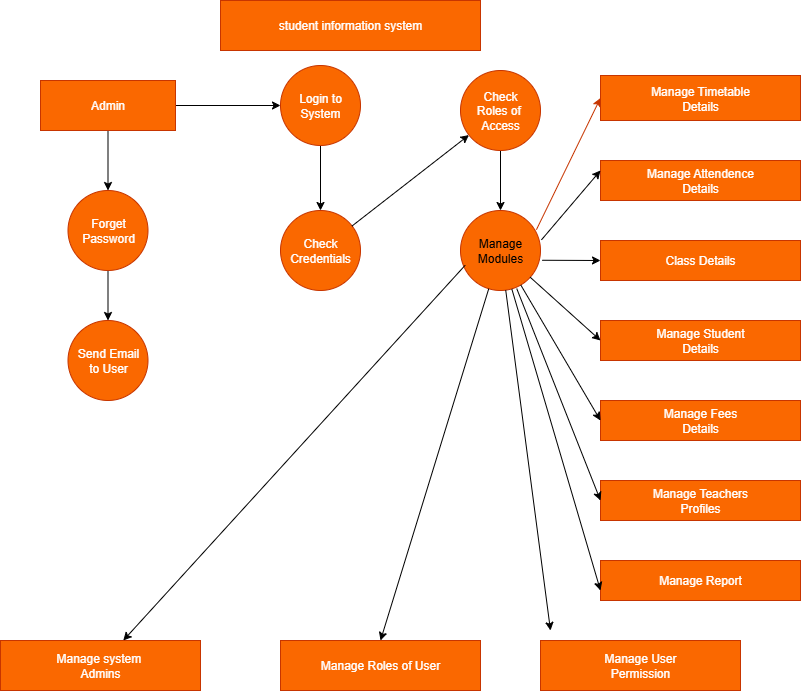 student information system
Admin
Login to
System
Check
Roles of
Access
Manage Timetable
Details
Manage Attendence
Details
Forget
Password
Check
Credentials
Manage
Modules
Class Details
Send Email
to User
Manage Student
Details
Manage Fees
Details
Manage Teachers
Profiles
Manage Report
Manage system
Admins
Manage Roles of User
Manage User
Permission